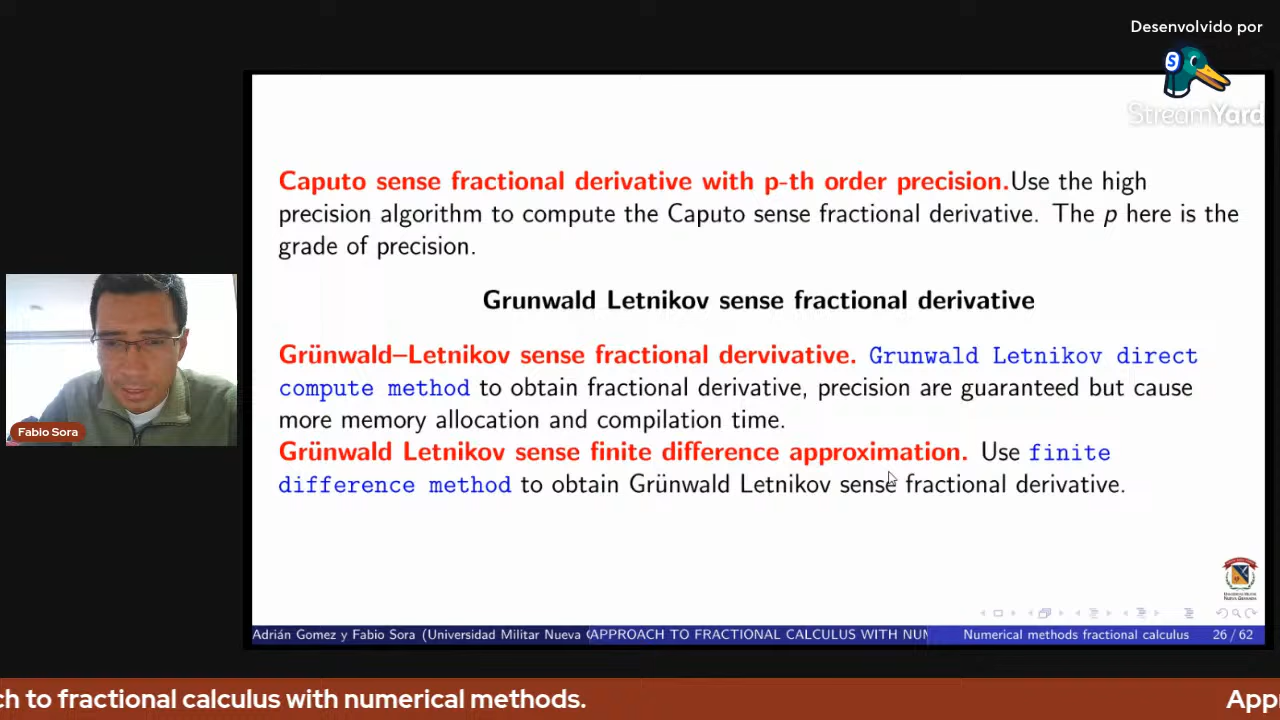 Desenvolvido por
StreamYard
Caputo sense fractional derivative with p-th order precision.Use the high
precision algorithm to compute the Caputo sense fractional derivative. The p here is the
grade of precision.
Grunwald Letnikov sense fractional derivative
Grünwald–Letnikov sense fractional dervivative. Grunwald Letnikov direct
compute method to obtain fractional derivative, precision are guaranteed but cause
more memory allocation and compilation time.
Grünwald Letnikov sense finite difference approximation. Use finite
difference method to obtain Grünwald Letnikov sense fractional derivative.
Fabio Sora
Adrián Gomez y Fabio Sora (Universidad Militar Nueva APPROACH TO FRACTIONAL CALCULUS WITH NUM Numerical methods fractional calculus 26 / 62
ch to fractional calculus with numerical methods. App